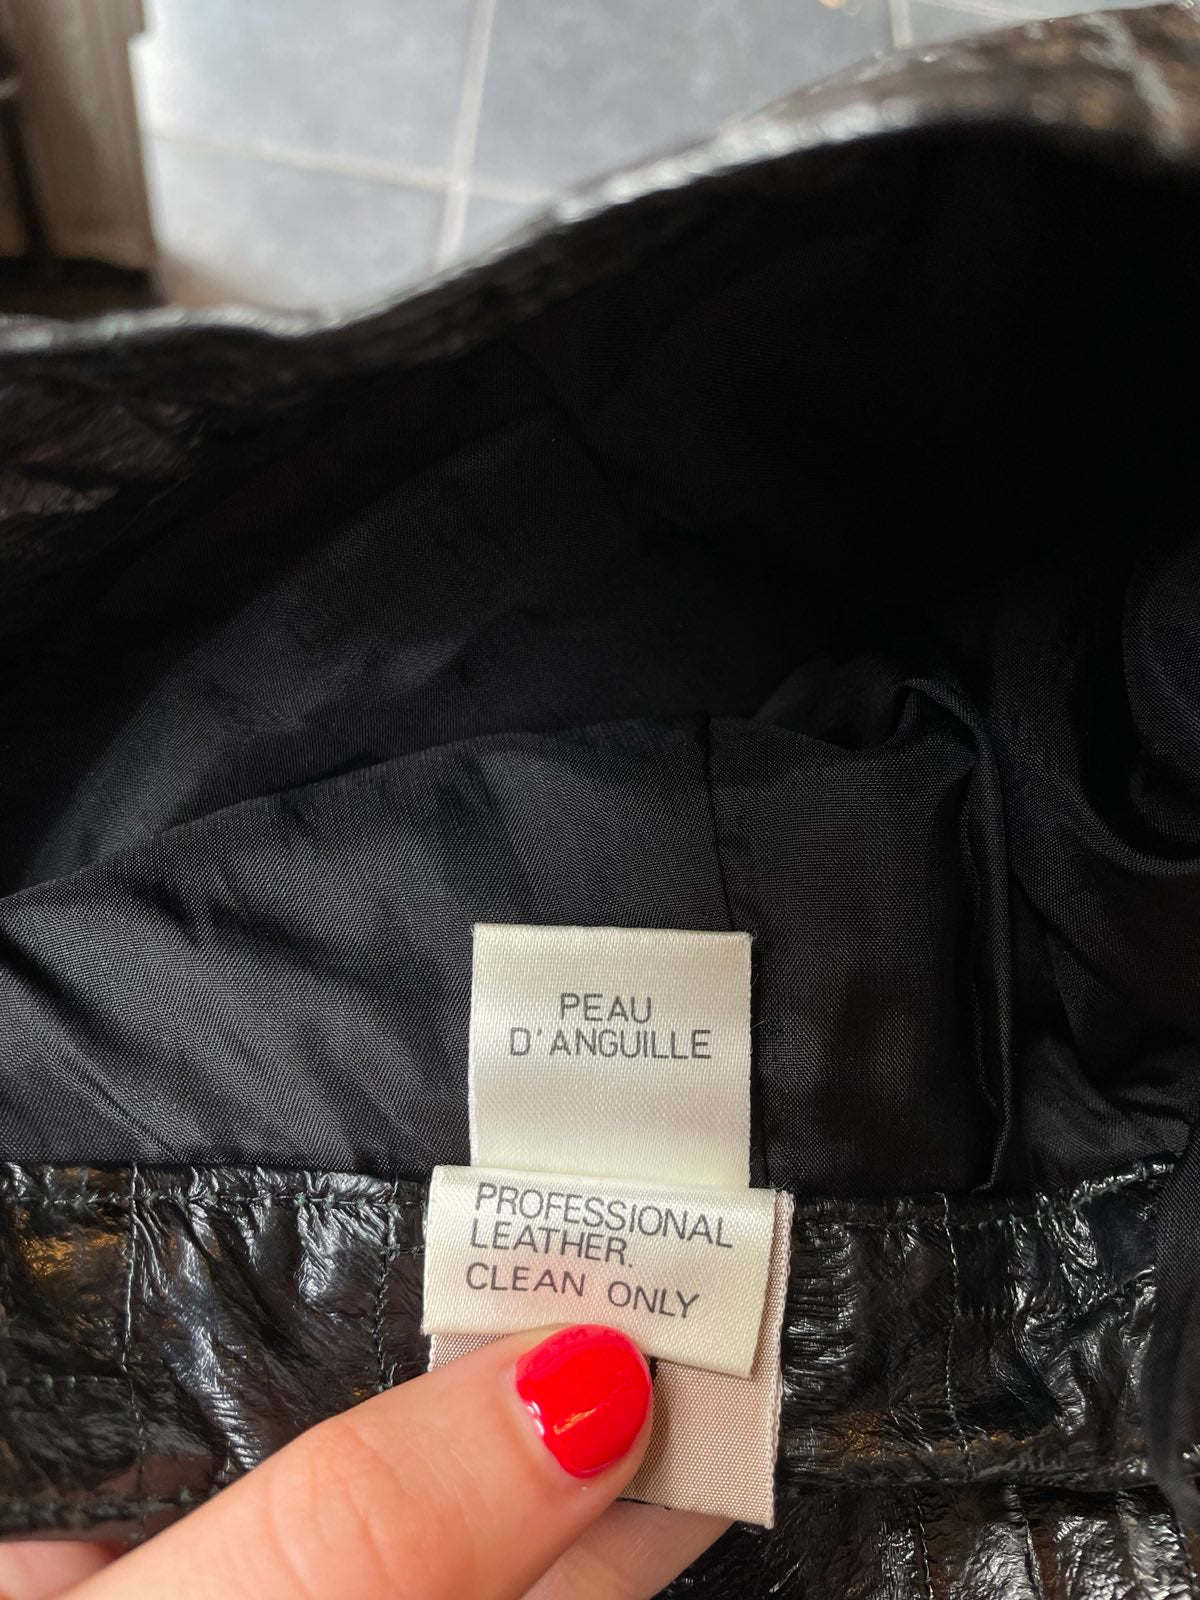 PEAU
D'ANGUILLE
PROFESSIONAL
LEATHER.
CLEAN ONLY